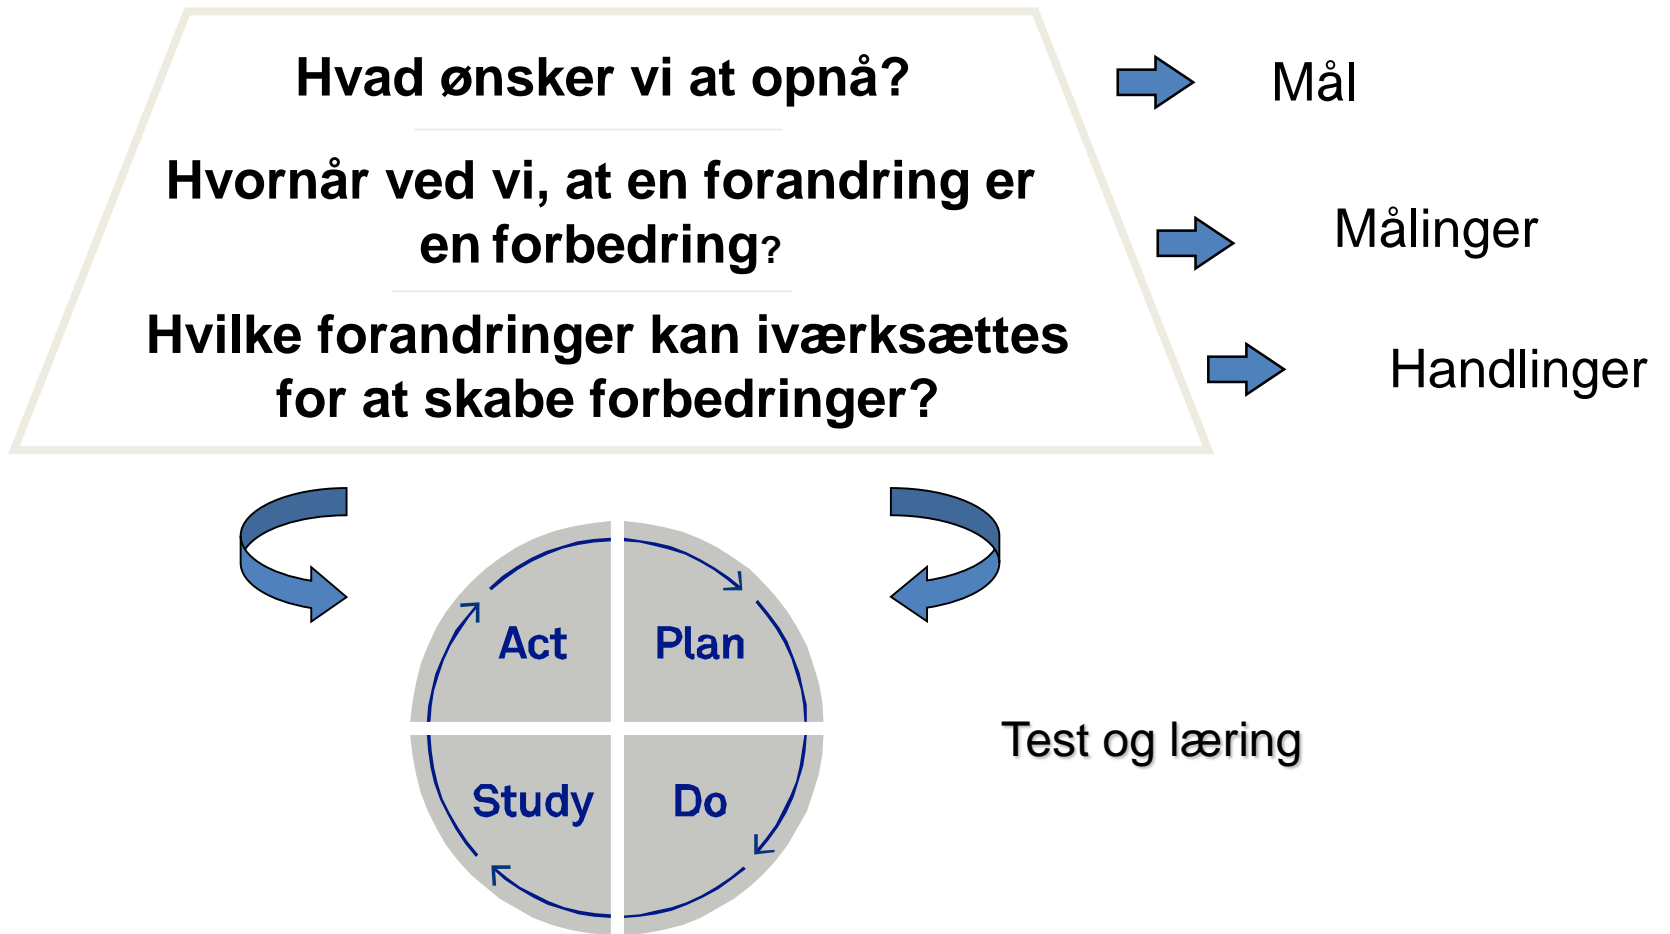 Hvad ønsker vi at opnå?
Mål
Hvornår ved vi, at en forandring er
en forbedring?
Målinger
Hvilke forandringer kan iværksættes
for at skabe forbedringer?
Handlinger
Act
Plan
Study
Do
Test og læring